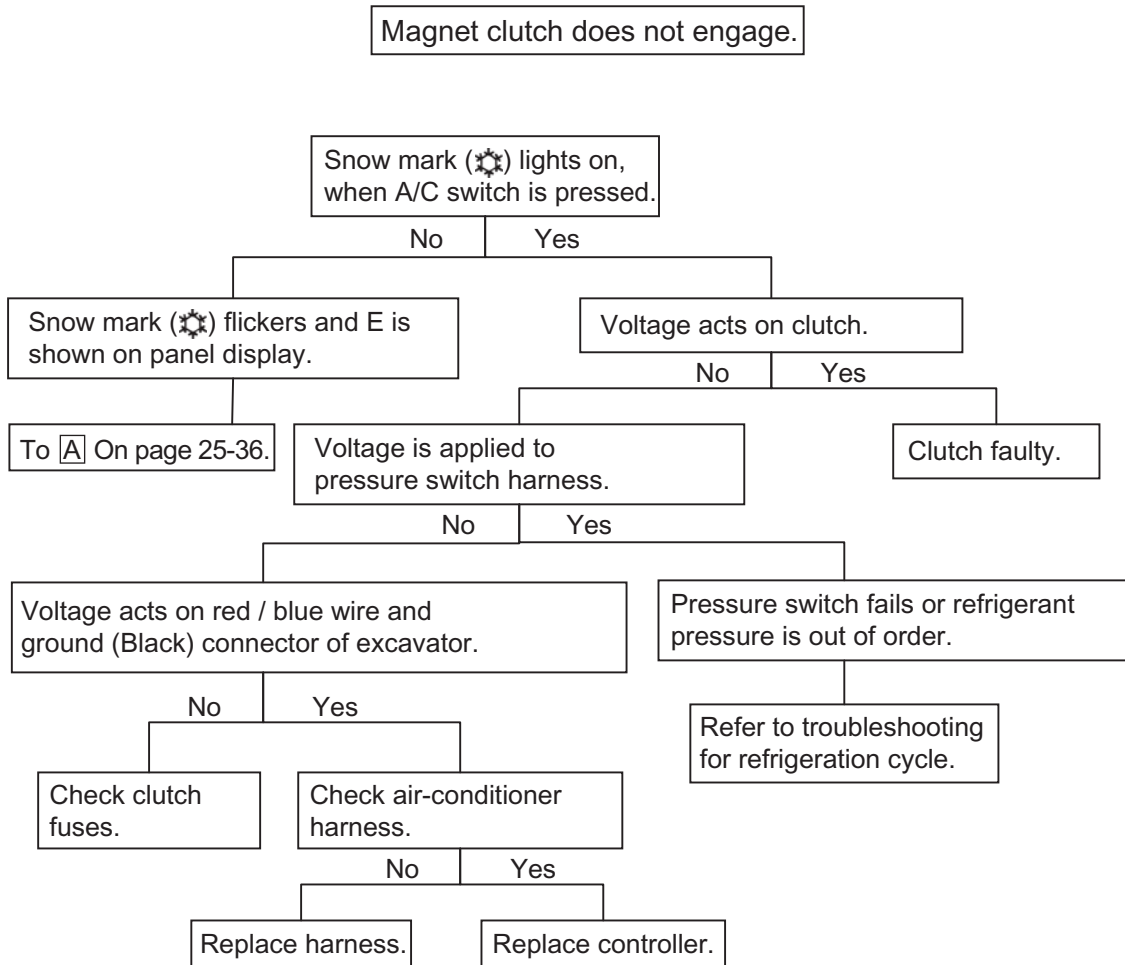 Magnet clutch does not engage.
Snow mark (❄) lights on,
when A/C switch is pressed.
No Yes
Snow mark (❄) flickers and E is
shown on panel display.
Voltage acts on clutch.
No Yes
To A On page 25-36.
Voltage is applied to
pressure switch harness.
Clutch faulty.
No Yes
Voltage acts on red / blue wire and
ground (Black) connector of excavator.
Pressure switch fails or refrigerant
pressure is out of order.
No Yes
Refer to troubleshooting
for refrigeration cycle.
Check clutch
fuses.
Check air-conditioner
harness.
No Yes
Replace harness.
Replace controller.